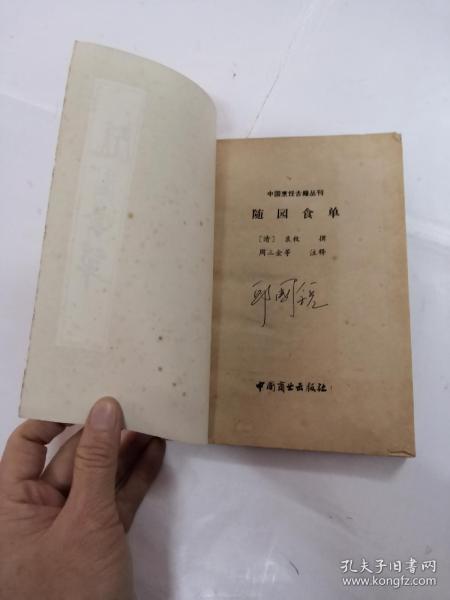 中国烹饪古籍丛刊
随园食单
［清］袁枚 撰
周三金等 注释
中国商业出版社
孔夫子旧书网
www.kongfz.com